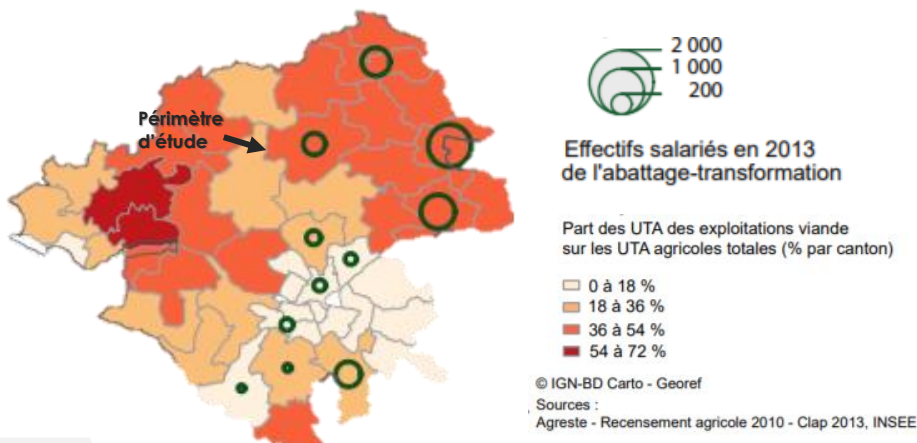 Périmètre
d'étude
2 000
1 000
200
Effectifs salariés en 2013
de l'abattage-transformation
Part des UTA des exploitations viande
sur les UTA agricoles totales (% par canton)
0 à 18 %
18 à 36 %
36 à 54 %
54 à 72 %
© IGN-BD Carto - Georef
Sources :
Agreste - Recensement agricole 2010 - Clap 2013, INSEE